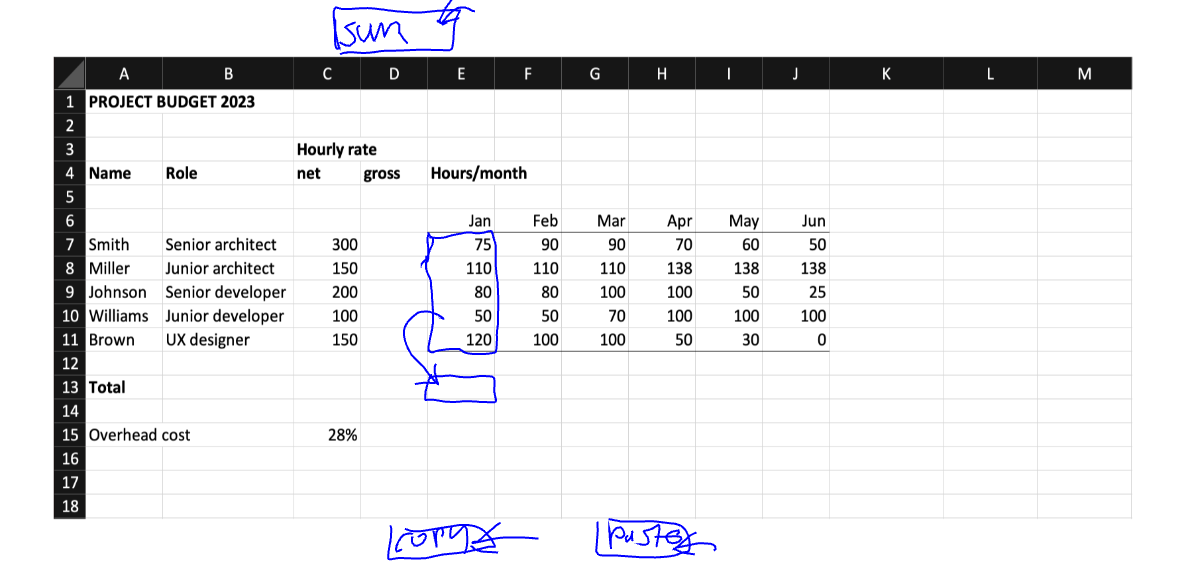 sum
A B C D E F G H I J K L M
1 PROJECT BUDGET 2023
2
3 Hourly rate
4 Name Role net gross Hours/month
5
6 Jan Feb Mar Apr May Jun
7 Smith Senior architect 300 75 90 90 70 60 50
8 Miller Junior architect 150 110 110 110 138 138 138
9 Johnson Senior developer 200 80 80 100 100 50 25
10 Williams Junior developer 100 50 50 70 100 100 100
11 Brown UX designer 150 120 100 100 50 30 0
12
13 Total
14
15 Overhead cost 28%
16
17
18
copy paste